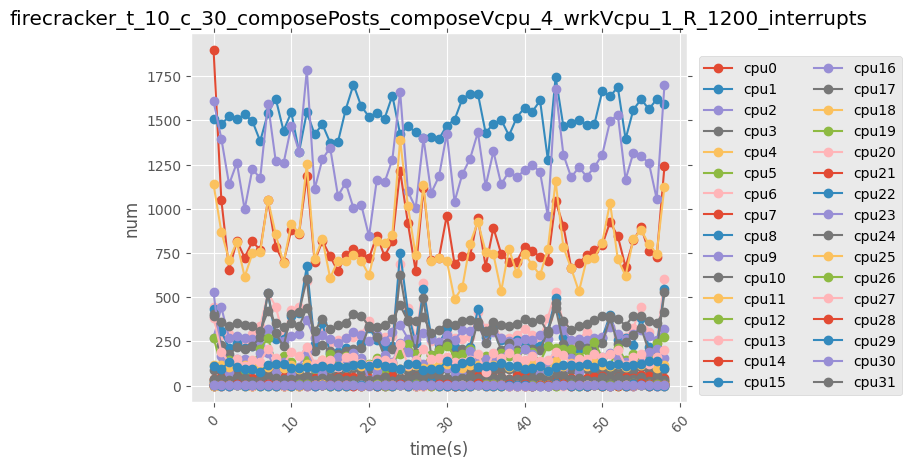 firecracker_t_10_c_30_composePosts_composeVcpu_4_wrkVcpu_1_R_1200_interrupts
1750
1500
1250
1000
750
500
250
0
num
0 10 20 30 40 50 60
time(s)
cpu0 cpu16
cpu1 cpu17
cpu2 cpu18
cpu3 cpu19
cpu4 cpu20
cpu5 cpu21
cpu6 cpu22
cpu7 cpu23
cpu8 cpu24
cpu9 cpu25
cpu10 cpu26
cpu11 cpu27
cpu12 cpu28
cpu13 cpu29
cpu14 cpu30
cpu15 cpu31